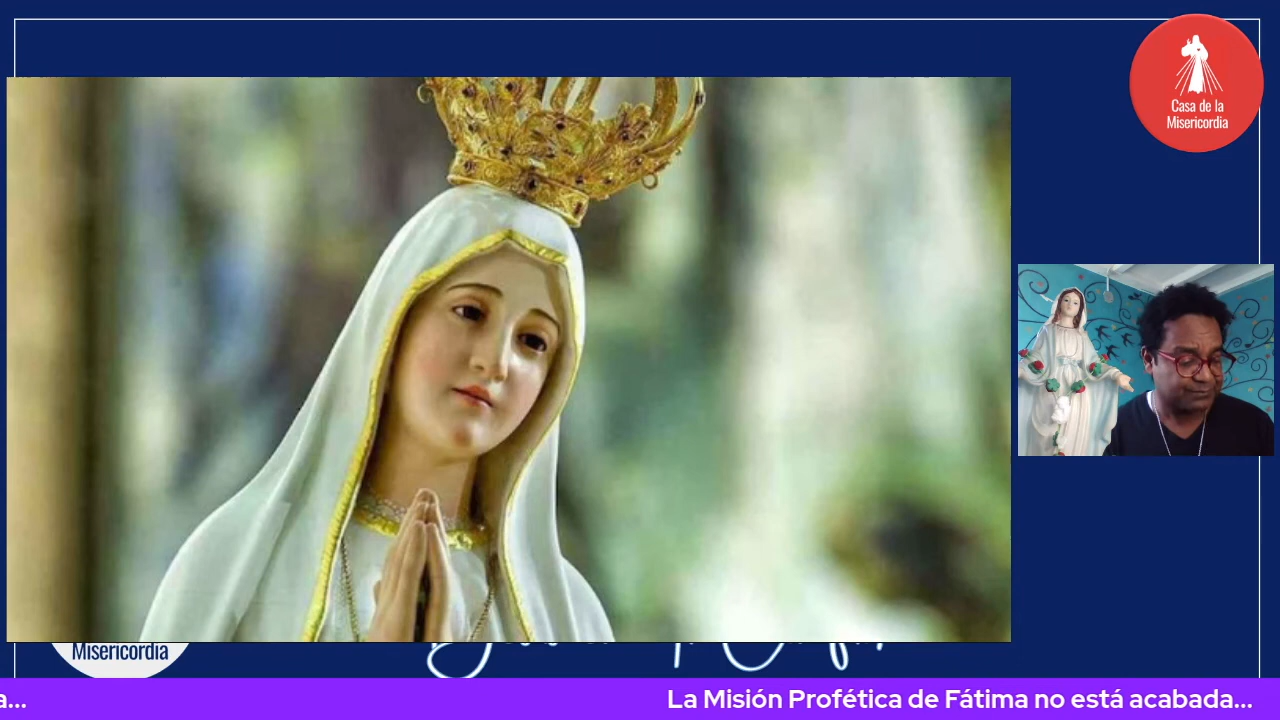 Casa de la
Misericordia
Misericordia
a... La Misión Profética de Fátima no está acabada...